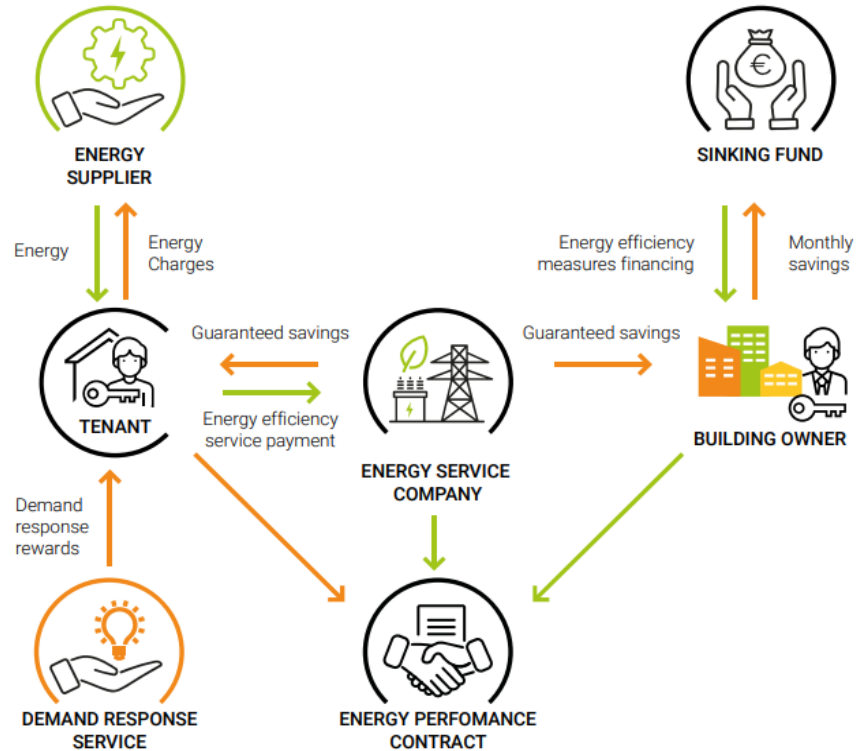 ENERGY
SUPPLIER
SINKING FUND
Energy
Energy
Charges
Energy efficiency
measures financing
Monthly
savings
Guaranteed savings
Guaranteed savings
TENANT
Energy efficiency
service payment
BUILDING OWNER
ENERGY SERVICE
COMPANY
Demand
response
rewards
DEMAND RESPONSE
SERVICE
ENERGY PERFOMANCE
CONTRACT
€